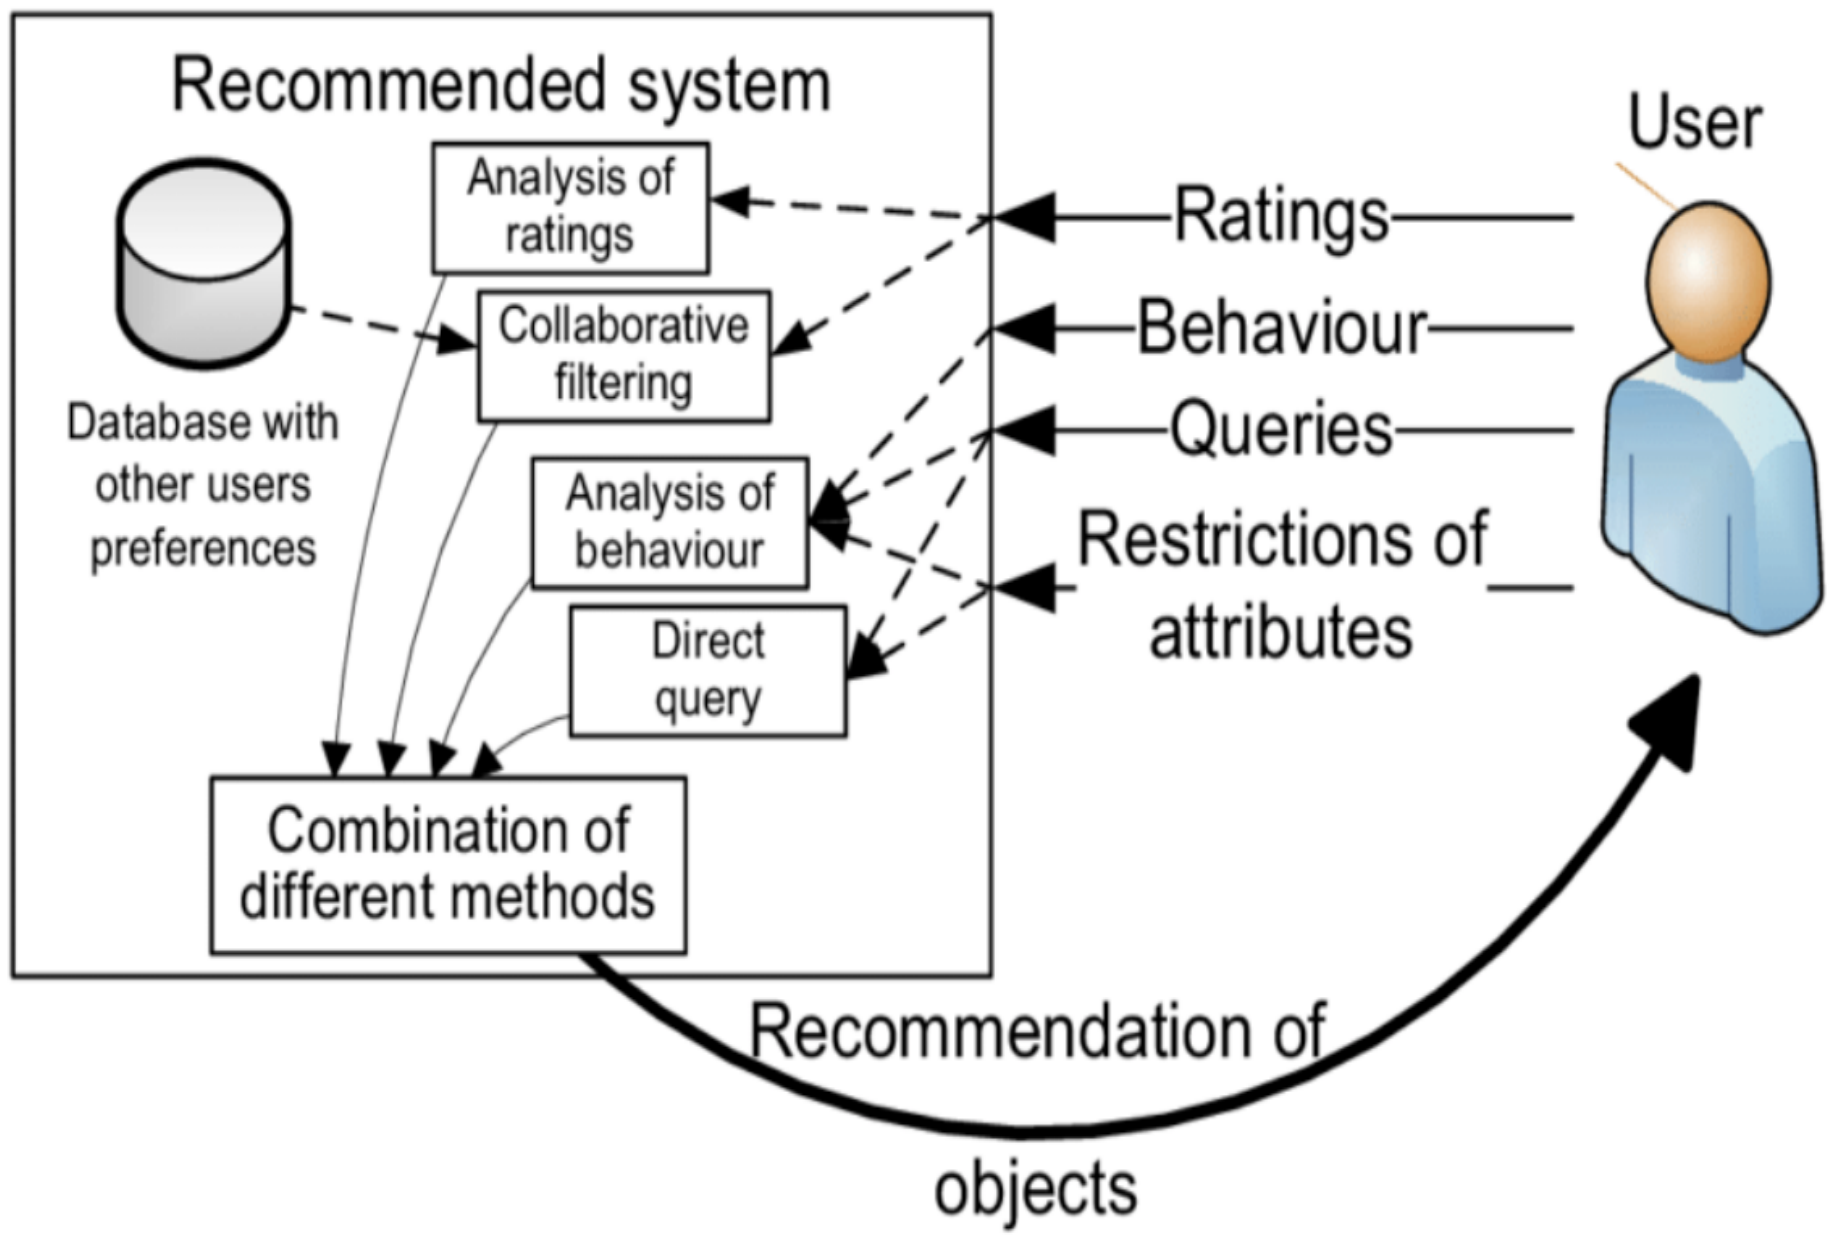 Recommended system
User
Analysis of
ratings
Ratings
Collaborative
filtering
Behaviour
Database with
other users
preferences
Queries
Analysis of
behaviour
Restrictions of
attributes
Direct
query
Combination of
different methods
Recommendation of
objects